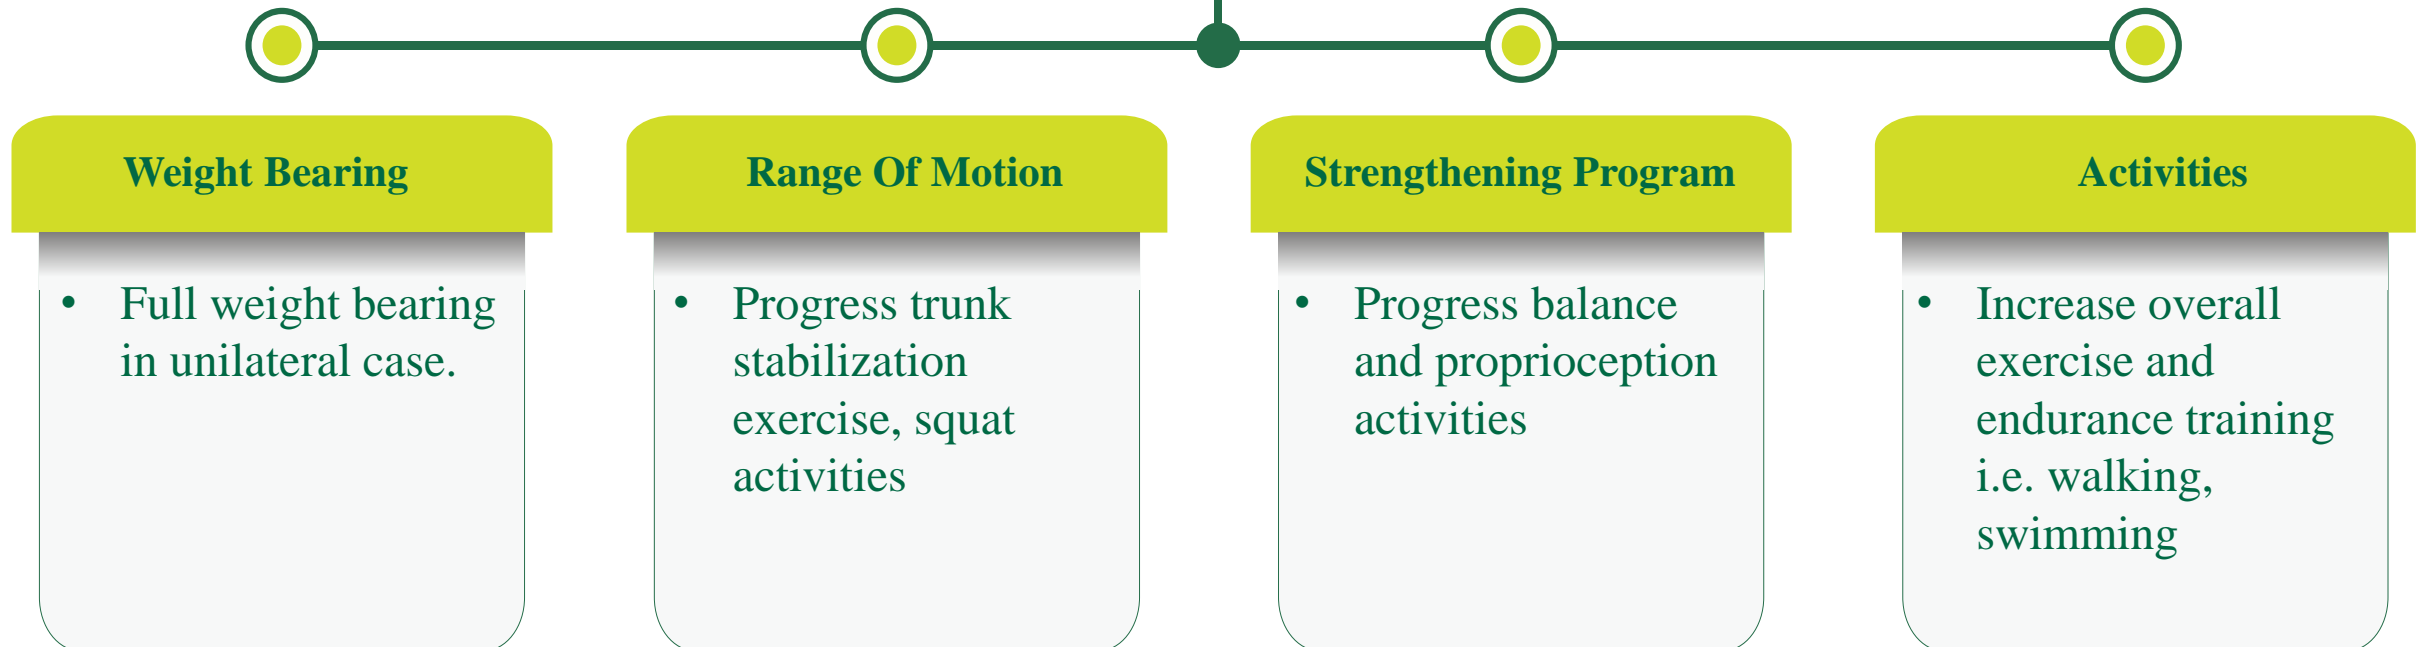 Weight Bearing
• Full weight bearing
in unilateral case.
Range Of Motion
• Progress trunk
stabilization
exercise, squat
activities
Strengthening Program
• Progress balance
and proprioception
activities
Activities
• Increase overall
exercise and
endurance training
i.e. walking,
swimming